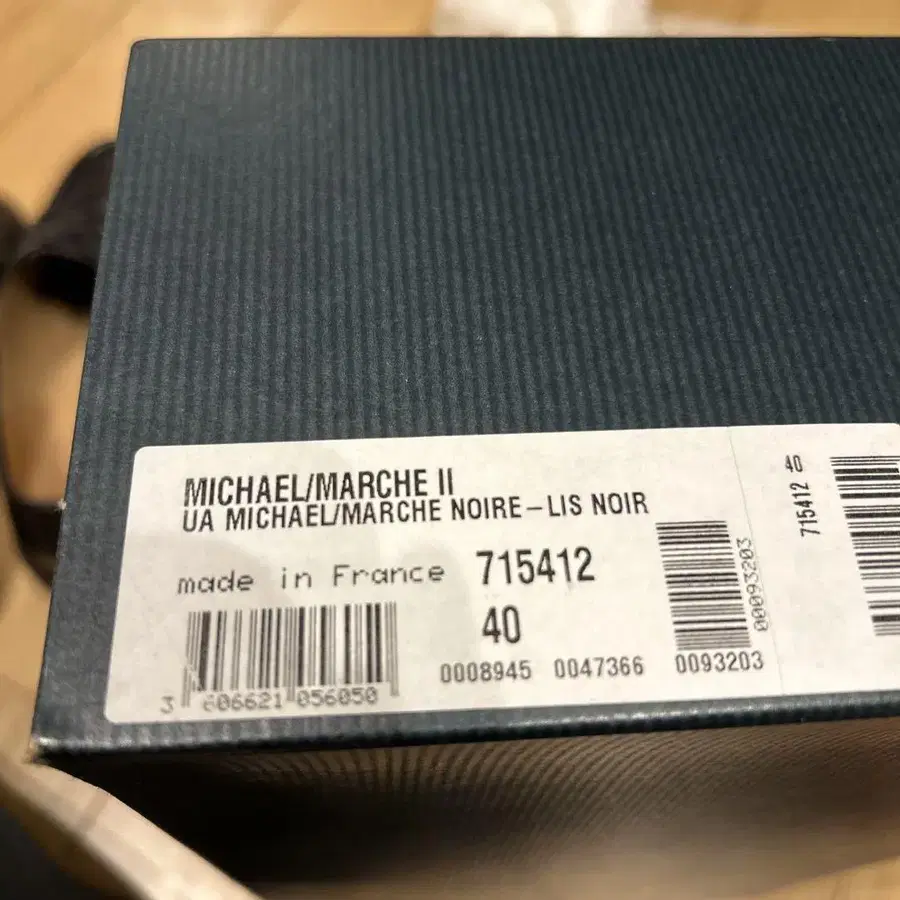 MICHAEL/MARCHE II
UA MICHAEL/MARCHE NOIRE-LIS NOIR
made in France 715412
40
3 606621 056050
0008945 0047366 0093203
00093203
715412 40